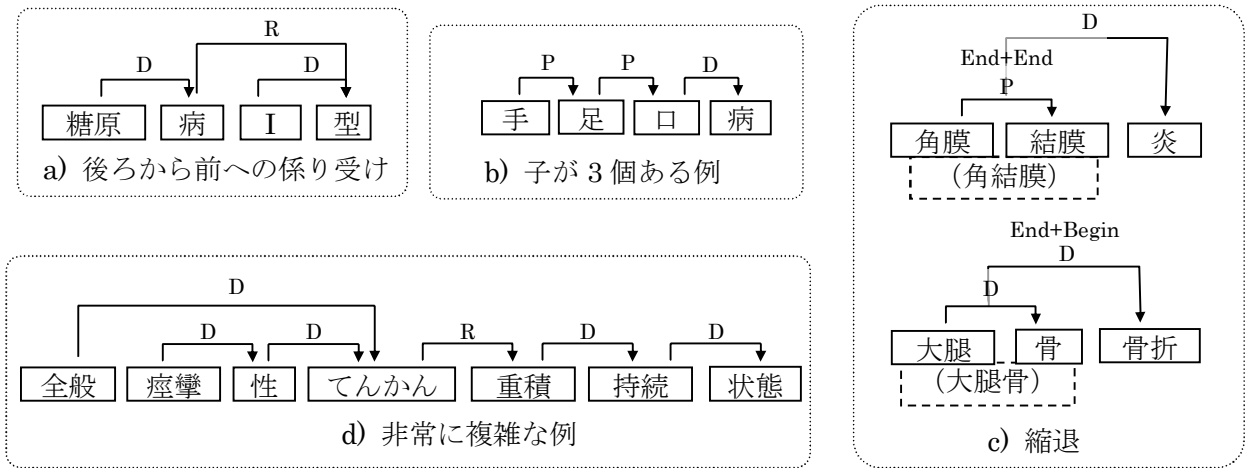 R
D D
糖原 病 Ⅰ 型
a) 後ろから前への係り受け
P P D
手 足 口 病
b) 子が3個ある例
D
End+End
P
角膜 結膜 炎
(角結膜)
End+Begin
D
D
大腿 骨 骨折
(大腿骨)
c) 縮退
D
D D R D D
全般 痙攣 性 てんかん 重積 持続 状態
d) 非常に複雑な例